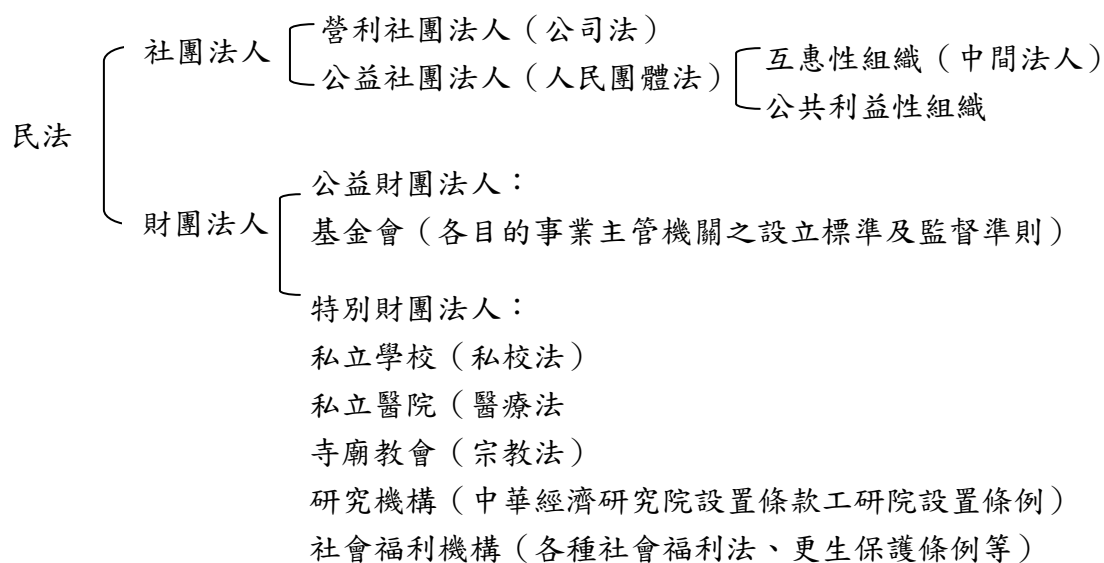 社團法人
營利社團法人（公司法）
公益社團法人（人民團體法）
互惠性組織（中間法人）
公共利益性組織
民法
財團法人
公益財團法人：
基金會（各目的事業主管機關之設立標準及監督準則）
特別財團法人：
私立學校（私校法）
私立醫院（醫療法
寺廟教會（宗教法）
研究機構（中華經濟研究院設置條款工研院設置條例）
社會福利機構（各種社會福利法、更生保護條例等）